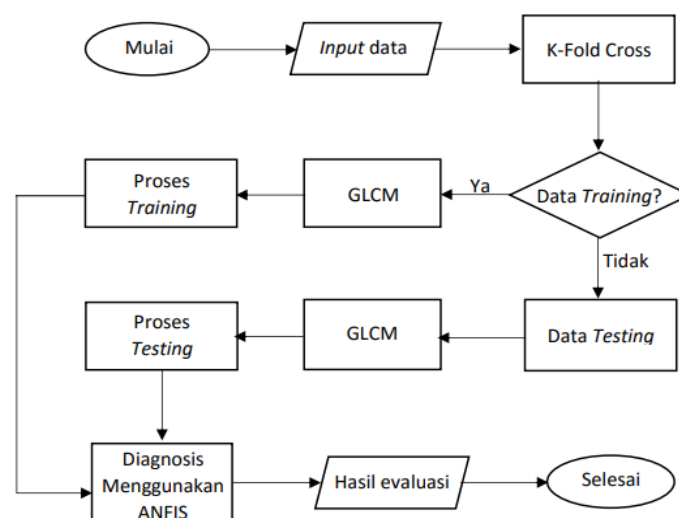 Mulai
Input data
K-Fold Cross
Data Training?
Ya
GLCM
Proses
Training
Tidak
Data Testing
GLCM
Proses
Testing
Diagnosis
Menggunakan
ANFIS
Hasil evaluasi
Selesai